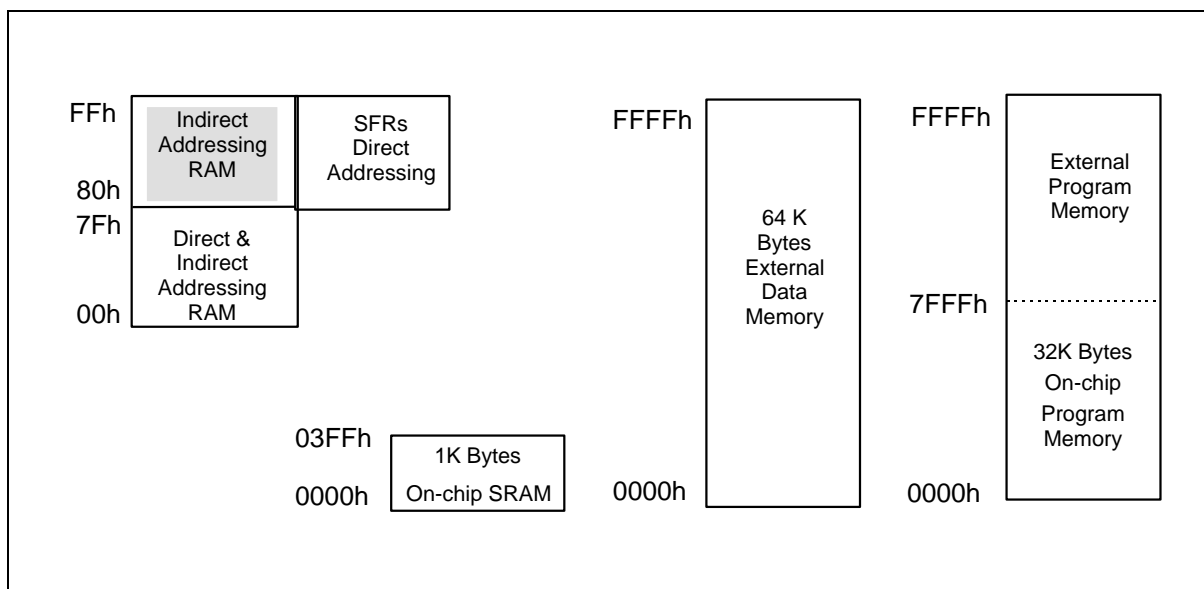 FFh
Indirect
Addressing
RAM
80h
SFRs
Direct
Addressing
7Fh
Direct &
Indirect
Addressing
RAM
00h
03FFh
1K Bytes
On-chip SRAM
0000h
FFFFh
64 K
Bytes
External
Data
Memory
0000h
FFFFh
External
Program
Memory
7FFFh
32K Bytes
On-chip
Program
Memory
0000h